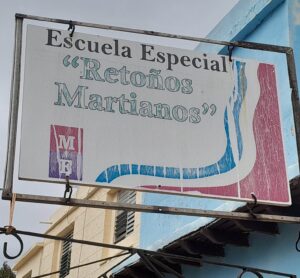 Escuela Especial
“Retoños
Martianos”
M
B